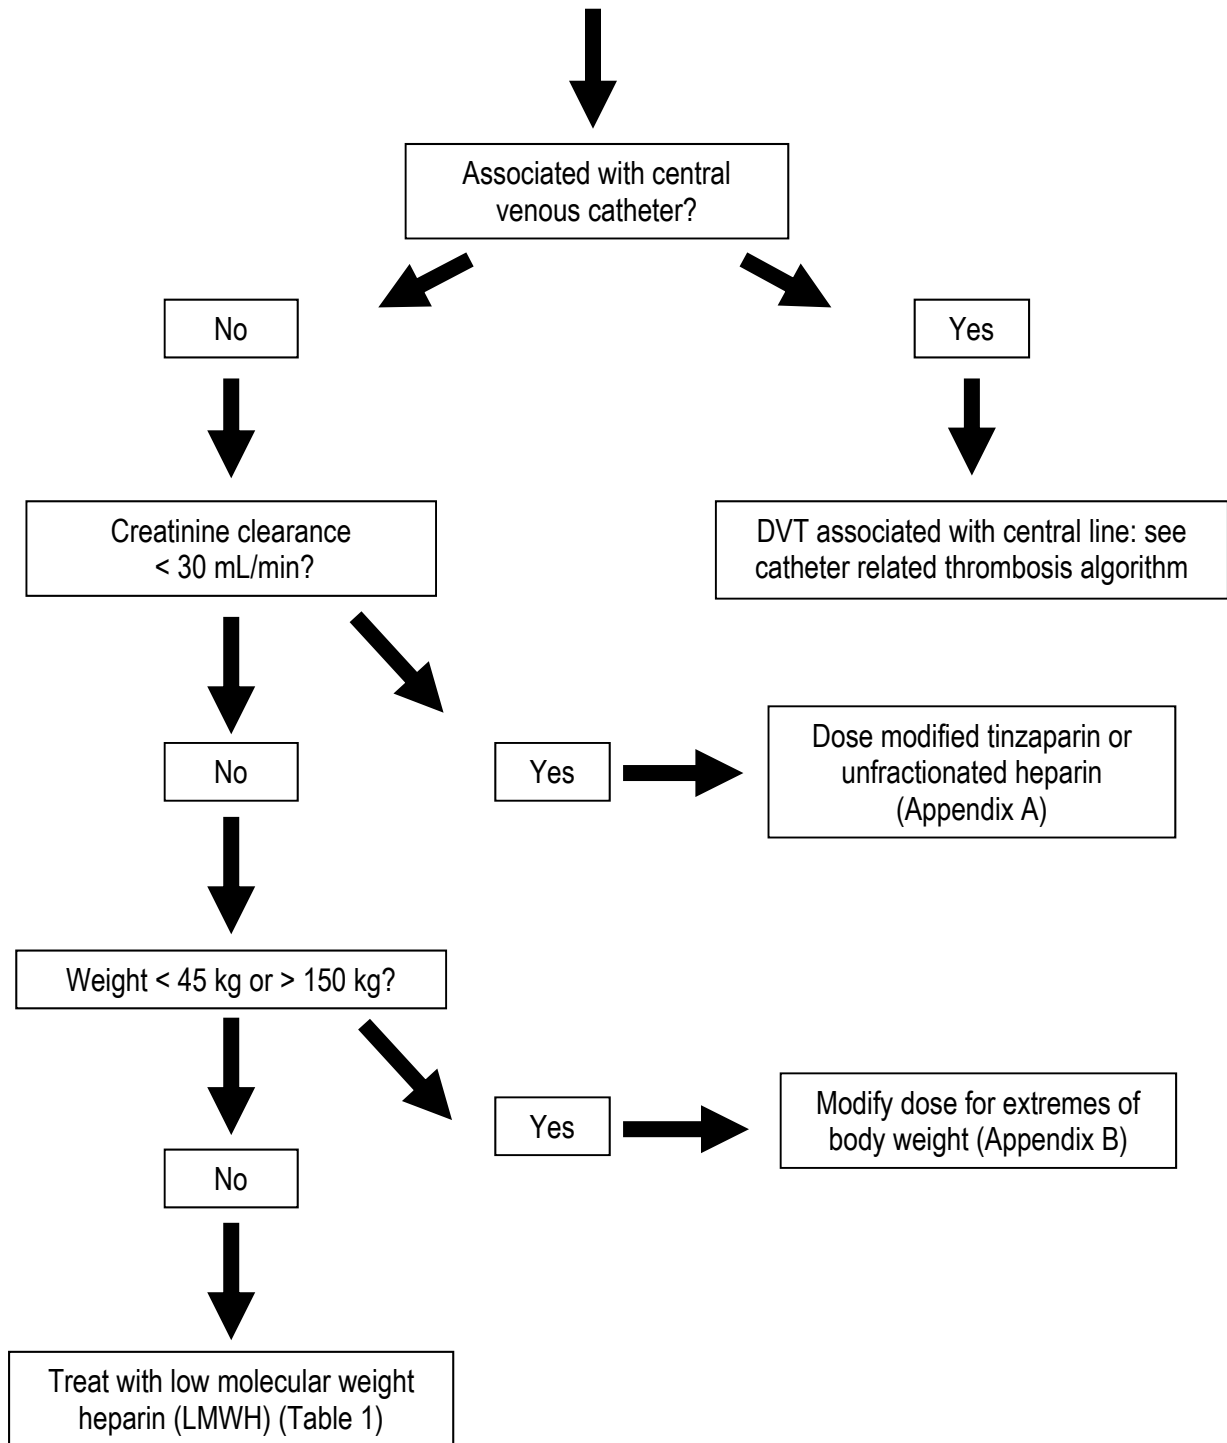 Associated with central
venous catheter?
No
Yes
Creatinine clearance
< 30 mL/min?
DVT associated with central line: see
catheter related thrombosis algorithm
No
Yes
Dose modified tinzaparin or
unfractionated heparin
(Appendix A)
Weight < 45 kg or > 150 kg?
Yes
Modify dose for extremes of
body weight (Appendix B)
No
Treat with low molecular weight
heparin (LMWH) (Table 1)